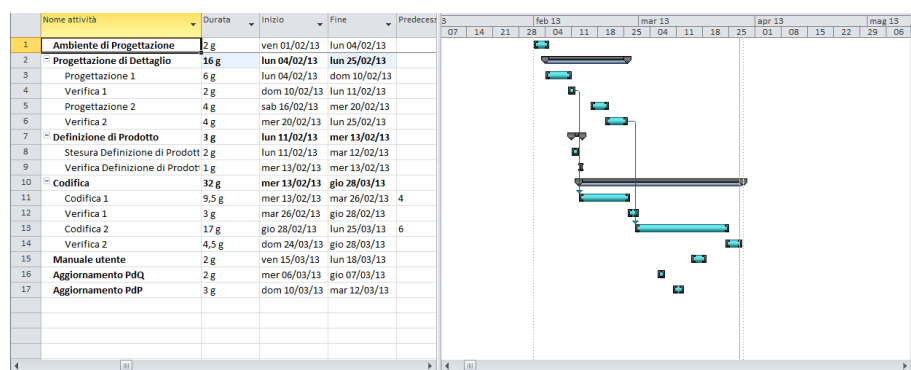 Nome attività Durata Inizio Fine Predecess 3 feb 13 mar 13 apr 13 mag 13
07 14 21 28 04 11 18 25 04 11 18 25 01 08 15 22 29 06
1 Ambiente di Progettazione 2 g ven 01/02/13 lun 04/02/13
2 Progettazione di Dettaglio 16 g lun 04/02/13 lun 25/02/13
3 Progettazione 1 6 g lun 04/02/13 dom 10/02/13
4 Verifica 1 2 g dom 10/02/13 lun 11/02/13
5 Progettazione 2 4 g sab 16/02/13 mer 20/02/13
6 Verifica 2 4 g mer 20/02/13 lun 25/02/13
7 Definizione di Prodotto 3 g lun 11/02/13 mer 13/02/13
8 Stesura Definizione di Prodott 2 g lun 11/02/13 mar 12/02/13
9 Verifica Definizione di Prodot 1 g mer 13/02/13 mer 13/02/13
10 Codifica 32 g mer 13/02/13 gio 28/03/13
11 Codifica 1 9,5 g mer 13/02/13 mar 26/02/13 4
12 Verifica 1 3 g mar 26/02/13 gio 28/02/13
13 Codifica 2 17 g gio 28/02/13 lun 25/03/13 6
14 Verifica 2 4,5 g dom 24/03/13 gio 28/03/13
15 Manuale utente 2 g ven 15/03/13 lun 18/03/13
16 Aggiornamento PdQ 2 g mer 06/03/13 gio 07/03/13
17 Aggiornamento PdP 3 g dom 10/03/13 mar 12/03/13